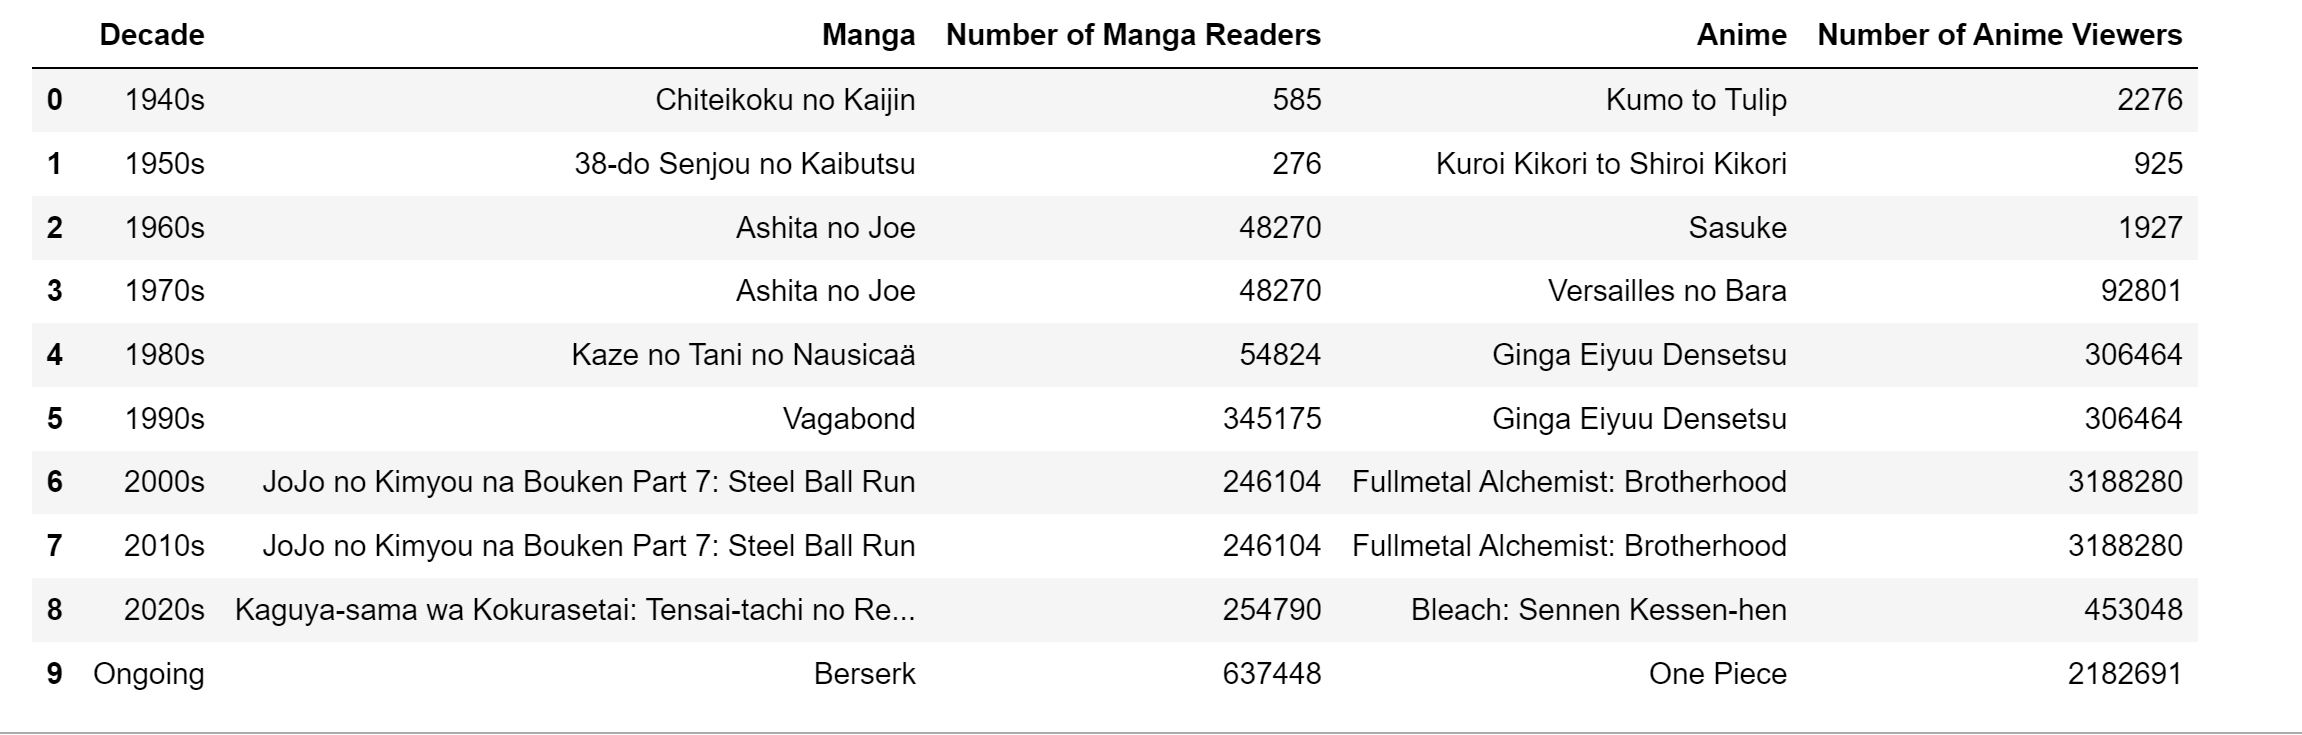 Decade Manga Number of Manga Readers Anime Number of Anime Viewers
0 1940s Chiteikoku no Kaijin 585 Kumo to Tulip 2276
1 1950s 38-do Senjou no Kaibutsu 276 Kuroi Kikori to Shiroi Kikori 925
2 1960s Ashita no Joe 48270 Sasuke 1927
3 1970s Ashita no Joe 48270 Versailles no Bara 92801
4 1980s Kaze no Tani no Nausicaä 54824 Ginga Eiyuu Densetsu 306464
5 1990s Vagabond 345175 Ginga Eiyuu Densetsu 306464
6 2000s JoJo no Kimyou na Bouken Part 7: Steel Ball Run 246104 Fullmetal Alchemist: Brotherhood 3188280
7 2010s JoJo no Kimyou na Bouken Part 7: Steel Ball Run 246104 Fullmetal Alchemist: Brotherhood 3188280
8 2020s Kaguya-sama wa Kokurasetai: Tensai-tachi no Re... 254790 Bleach: Sennen Kessen-hen 453048
9 Ongoing Berserk 637448 One Piece 2182691